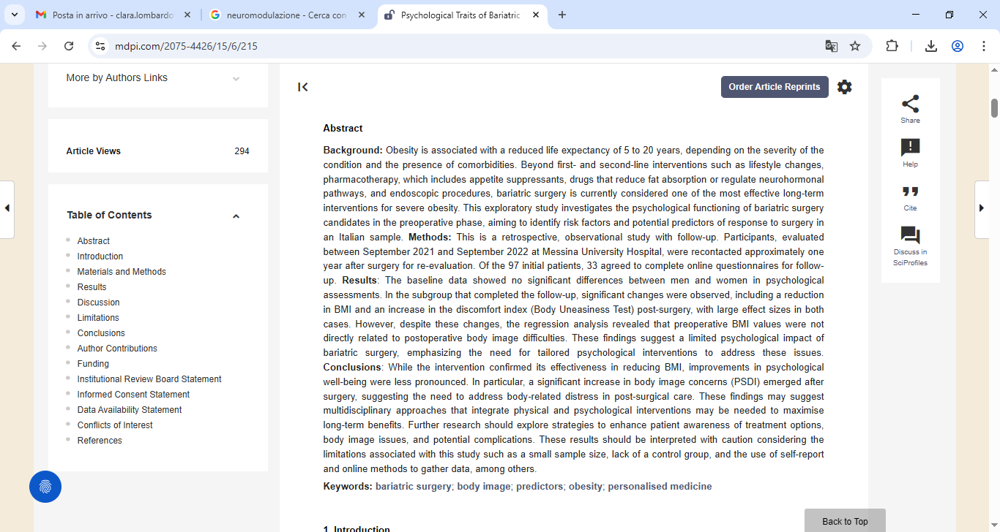 Posta in arrivo - clara.lombardo
neuromodulazione - Cerca con
Psychological Traits of Bariatric
mdpi.com/2075-4426/15/6/215
More by Authors Links
Article Views 294
Table of Contents
Abstract
Introduction
Materials and Methods
Results
Discussion
Limitations
Conclusions
Author Contributions
Funding
Institutional Review Board Statement
Informed Consent Statement
Data Availability Statement
Conflicts of Interest
References
Order Article Reprints
Abstract
Background: Obesity is associated with a reduced life expectancy of 5 to 20 years, depending on the severity of the
condition and the presence of comorbidities. Beyond first- and second-line interventions such as lifestyle changes,
pharmacotherapy, which includes appetite suppressants, drugs that reduce fat absorption or regulate neurohormonal
pathways, and endoscopic procedures, bariatric surgery is currently considered one of the most effective long-term
interventions for severe obesity. This exploratory study investigates the psychological functioning of bariatric surgery
candidates in the preoperative phase, aiming to identify risk factors and potential predictors of response to surgery in
an Italian sample. Methods: This is a retrospective, observational study with follow-up. Participants, evaluated
between September 2021 and September 2022 at Messina University Hospital, were recontacted approximately one
year after surgery for re-evaluation. Of the 97 initial patients, 33 agreed to complete online questionnaires for follow-
up. Results: The baseline data showed no significant differences between men and women in psychological
assessments. In the subgroup that completed the follow-up, significant changes were observed, including a reduction
in BMI and an increase in the discomfort index (Body Uneasiness Test) post-surgery, with large effect sizes in both
cases. However, despite these changes, the regression analysis revealed that preoperative BMI values were not
directly related to postoperative body image difficulties. These findings suggest a limited psychological impact of
bariatric surgery, emphasizing the need for tailored psychological interventions to address these issues.
Conclusions: While the intervention confirmed its effectiveness in reducing BMI, improvements in psychological
well-being were less pronounced. In particular, a significant increase in body image concerns (PSDI) emerged after
surgery, suggesting the need to address body-related distress in post-surgical care. These findings may suggest
multidisciplinary approaches that integrate physical and psychological interventions may be needed to maximise
long-term benefits. Further research should explore strategies to enhance patient awareness of treatment options,
body image issues, and potential complications. These results should be interpreted with caution considering the
limitations associated with this study such as a small sample size, lack of a control group, and the use of self-report
and online methods to gather data, among others.
Keywords: bariatric surgery; body image; predictors; obesity; personalised medicine
1. Introduction
Share
Help
Cite
Discuss in
SciProfiles
Back to Top